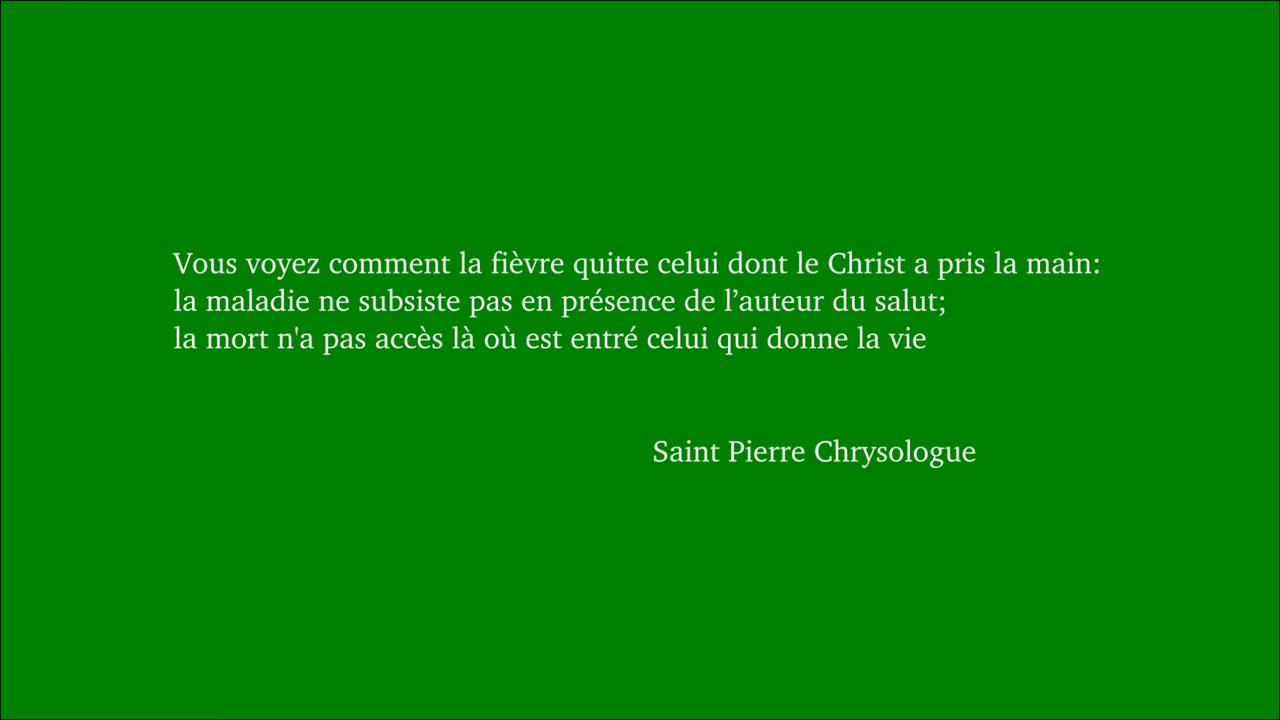 Vous voyez comment la fièvre quitte celui dont le Christ a pris la main:
la maladie ne subsiste pas en présence de l’auteur du salut;
la mort n'a pas accès là où est entré celui qui donne la vie
Saint Pierre Chrysologue